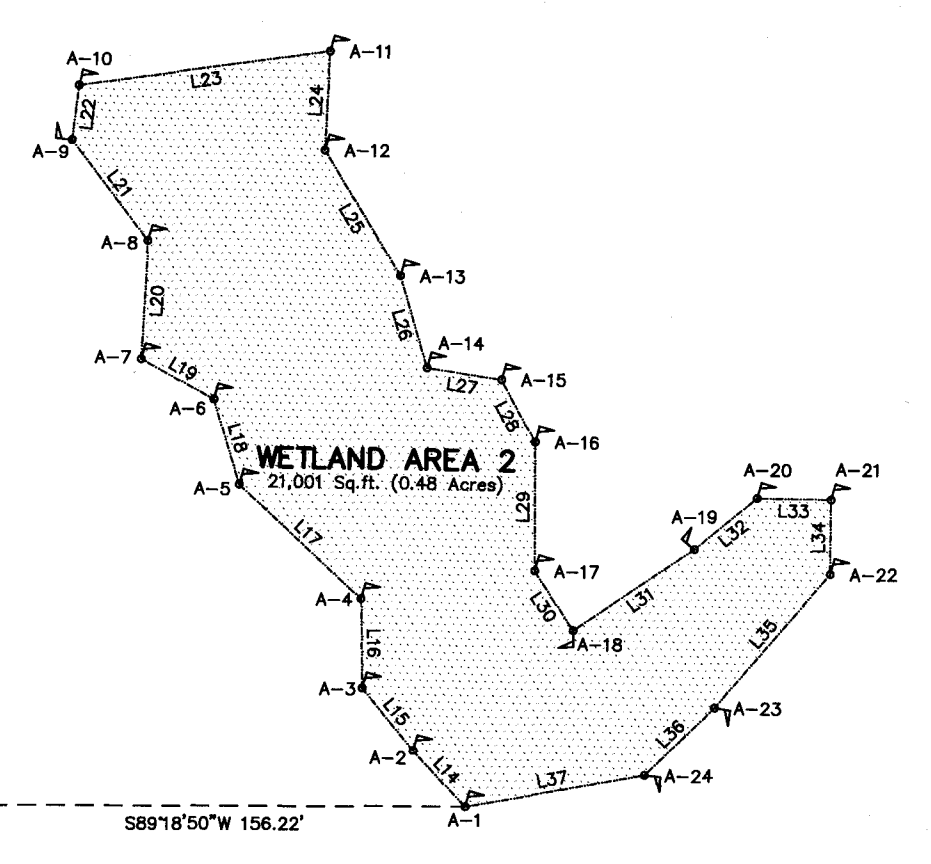 A-10
A-11
L23
L22
L24
A-9
A-12
L21
L25
A-8
A-13
L20
L26
A-14
A-7
L19
L27
A-15
A-6
L28
L18
A-16
WETLAND AREA 2
21,001 Sq.ft. (0.48 Acres)
A-5
A-20
A-21
L29
L33
L17
A-19
L32
L34
A-17
A-22
A-4
L30
L31
L16
A-18
L35
A-3
L15
A-23
A-2
L36
L14
L37
A-24
A-1
S89°18'50"W 156.22'